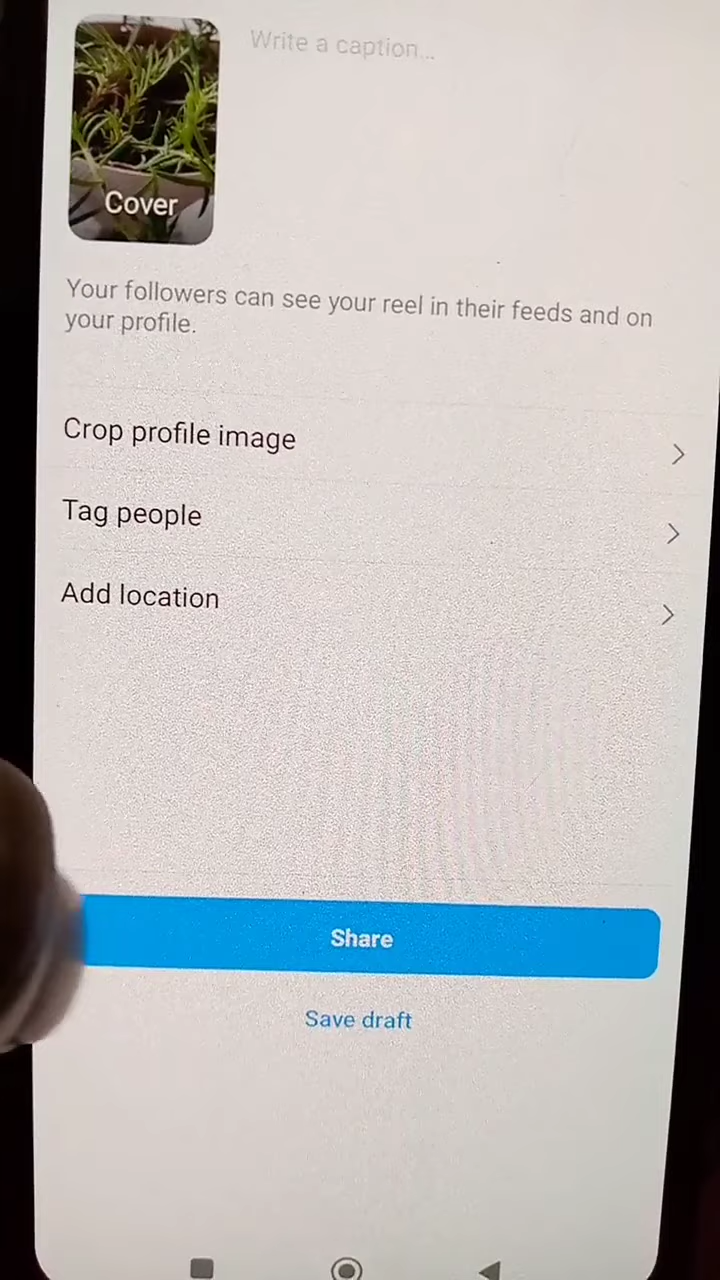 Write a caption...
Cover
Your followers can see your reel in their feeds and on
your profile.
Crop profile image
Tag people
Add location
Share
Save draft